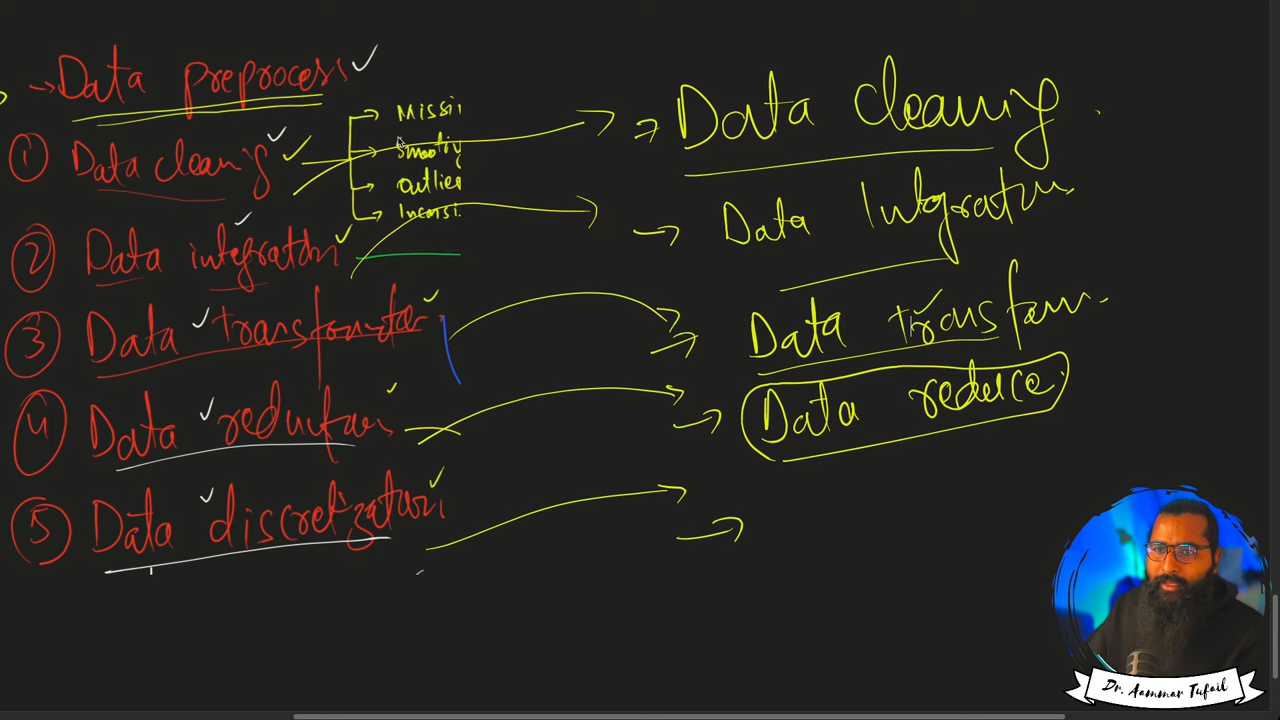 → Data preprocess
① Data cleaning
Missi
Smooting
outlier
Inconsi.
② Data integration
③ Data transformation
④ Data reduction
⑤ Data discretization
⇒ Data cleaning
→ Data Integration
⇒ Data transform.
→ Data reduce
→
Dr. Aammar Tufail